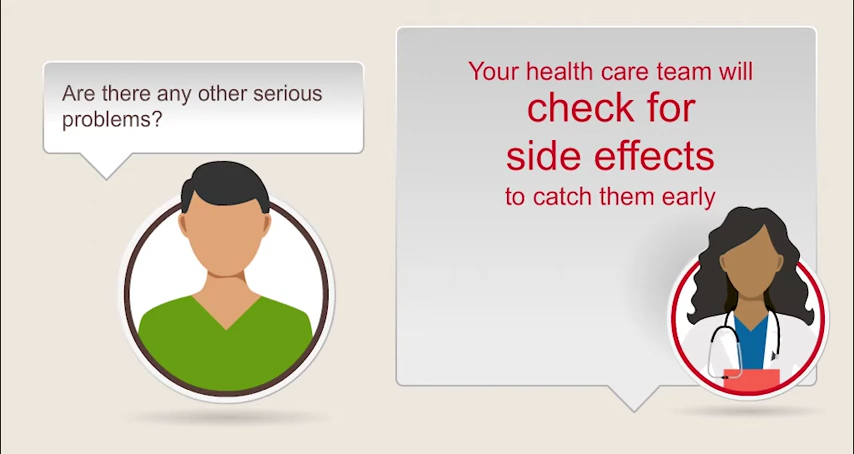 Are there any other serious
problems?
Your health care team will
check for
side effects
to catch them early